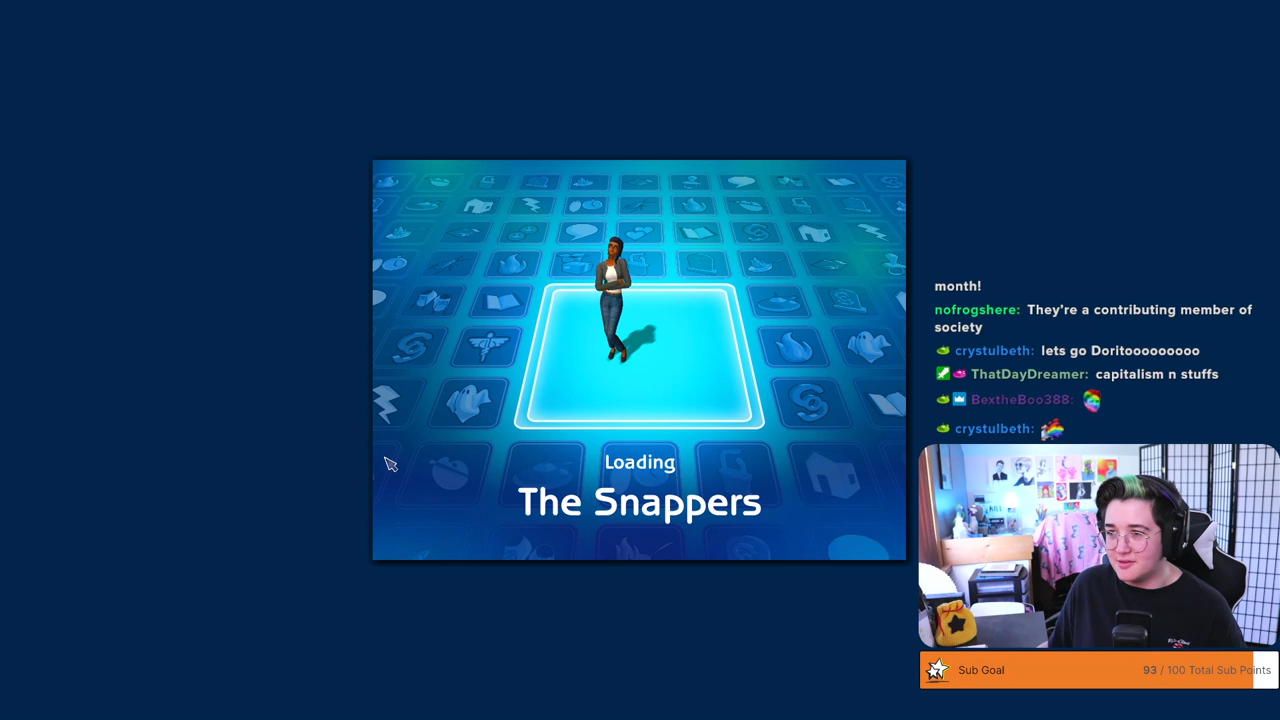 month!
nofrogshere: They're a contributing member of
society
crystulbeth: lets go Doritooooooooo
ThatDayDreamer: capitalism n stuffs
BextheBoo388:
crystulbeth:
Loading
The Snappers
Sub Goal 93 / 100 Total Sub Points